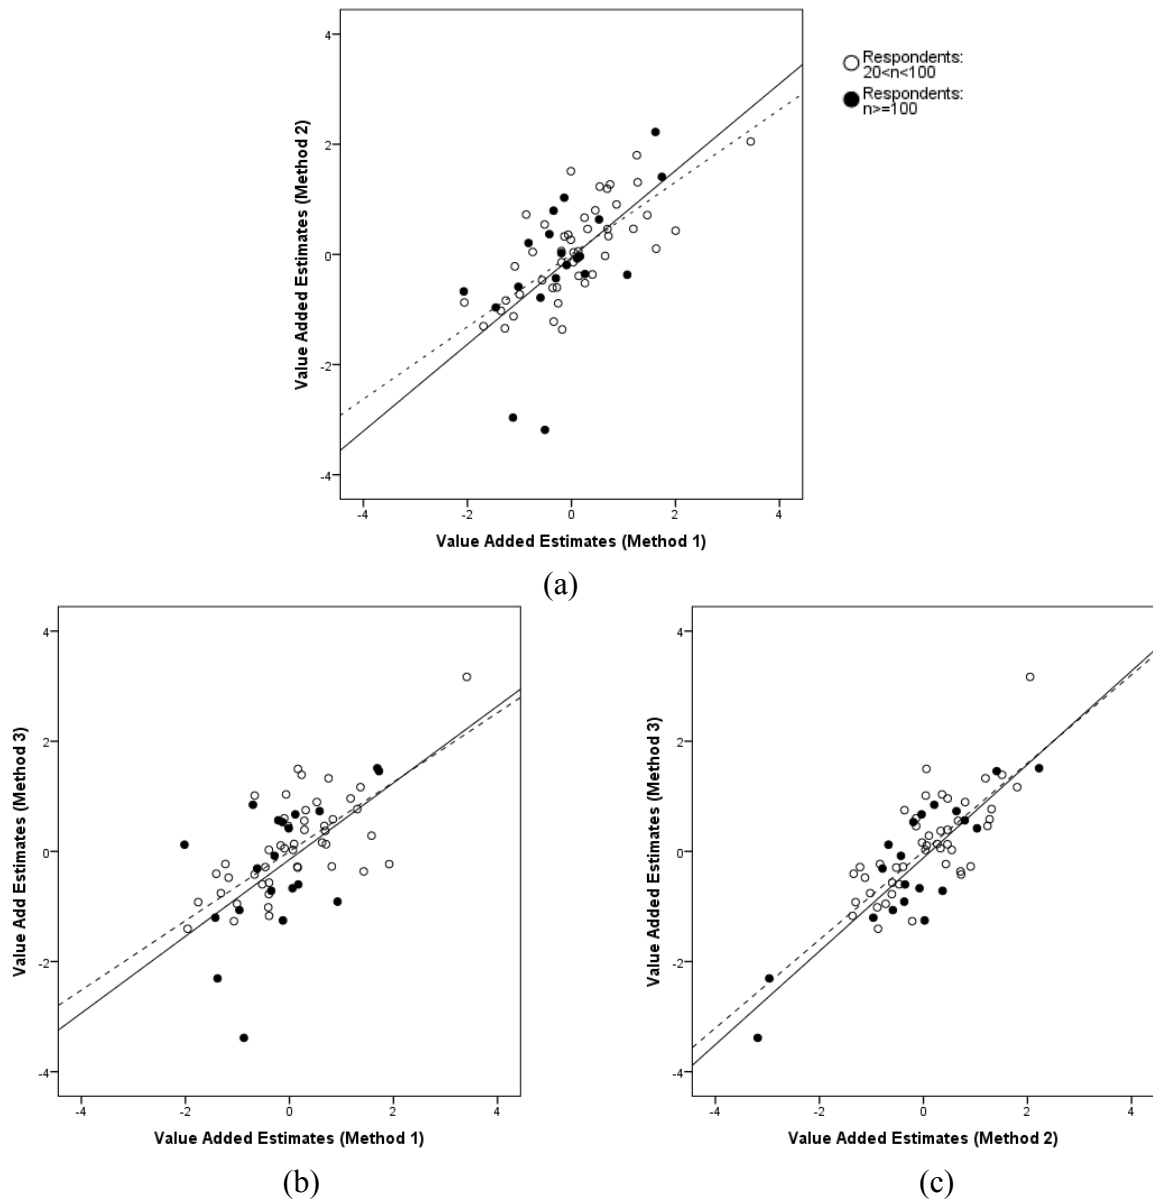 4
2
0
-2
-4
-4
-2
0
2
4
Value Added Estimates (Method 2)
Value Added Estimates (Method 1)
Respondents:
20<n<100
Respondents:
n>=100
(a)
4
2
0
-2
-4
-4
-2
0
2
4
Value Add Estimates (Method 3)
Value Added Estimates (Method 1)
(b)
4
2
0
-2
-4
-4
-2
0
2
4
Value Added Estimates (Method 3)
Value Added Estimates (Method 2)
(c)